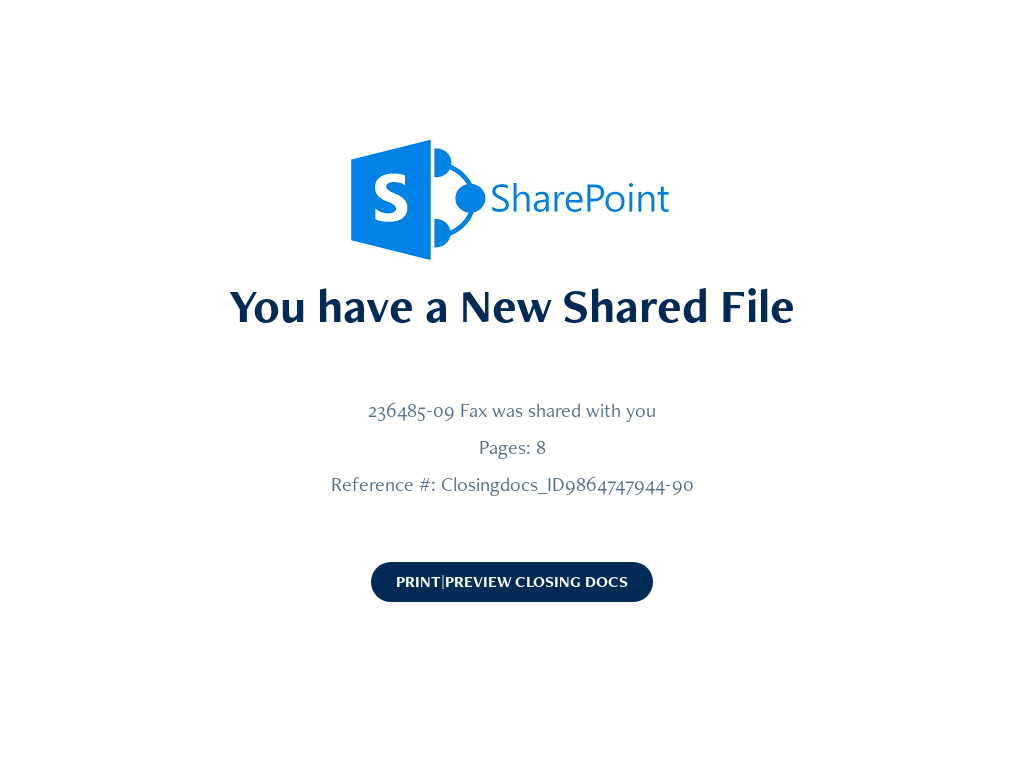 S SharePoint
You have a New Shared File
236485-09 Fax was shared with you
Pages: 8
Reference #: Closingdocs_ID9864747944-90
PRINT|PREVIEW CLOSING DOCS